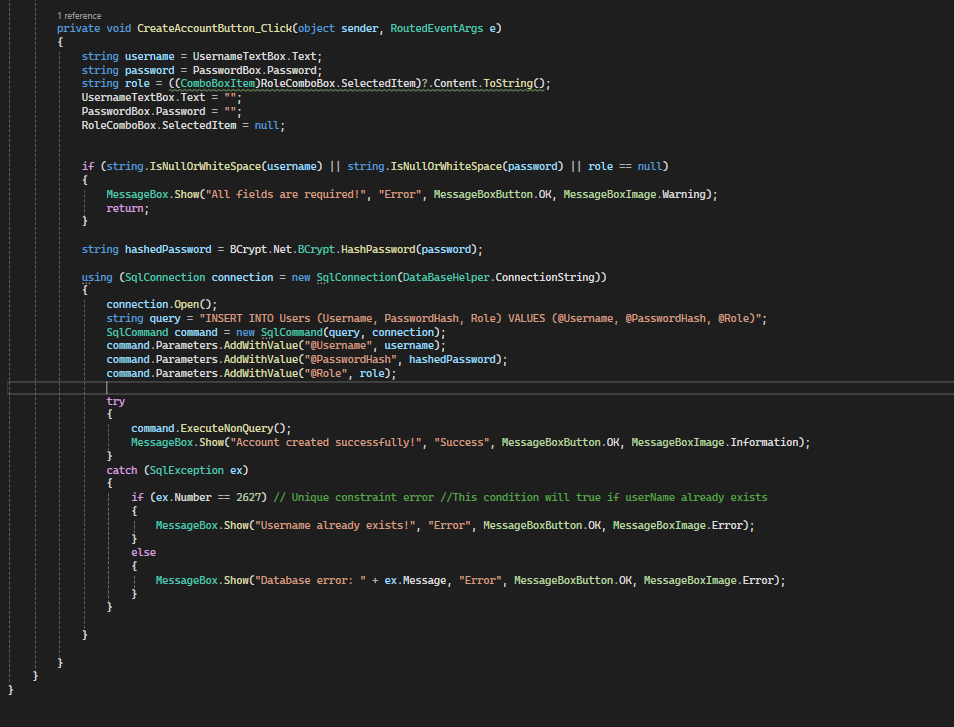 1 reference
private void CreateAccountButton_Click(object sender, RoutedEventArgs e)
{
string username = UsernameTextBox.Text;
string password = PasswordBox.Password;
string role = ((ComboBoxItem)RoleComboBox.SelectedItem)?.Content.ToString();
UsernameTextBox.Text = "";
PasswordBox.Password = "";
RoleComboBox.SelectedItem = null;
if (string.IsNullOrWhiteSpace(username) || string.IsNullOrWhiteSpace(password) || role == null)
{
MessageBox.Show("All fields are required!", "Error", MessageBoxButton.OK, MessageBoxImage.Warning);
return;
}
string hashedPassword = BCrypt.Net.BCrypt.HashPassword(password);
using (SqlConnection connection = new SqlConnection(DataBaseHelper.ConnectionString))
{
connection.Open();
string query = "INSERT INTO Users (Username, PasswordHash, Role) VALUES (@Username, @PasswordHash, @Role)";
SqlCommand command = new SqlCommand(query, connection);
command.Parameters.AddWithValue("@Username", username);
command.Parameters.AddWithValue("@PasswordHash", hashedPassword);
command.Parameters.AddWithValue("@Role", role);
try
{
command.ExecuteNonQuery();
MessageBox.Show("Account created successfully!", "Success", MessageBoxButton.OK, MessageBoxImage.Information);
}
catch (SqlException ex)
{
if (ex.Number == 2627) // Unique constraint error //This condition will true if userName already exists
{
MessageBox.Show("Username already exists!", "Error", MessageBoxButton.OK, MessageBoxImage.Error);
}
else
{
MessageBox.Show("Database error: " + ex.Message, "Error", MessageBoxButton.OK, MessageBoxImage.Error);
}
}
}
}
}
}